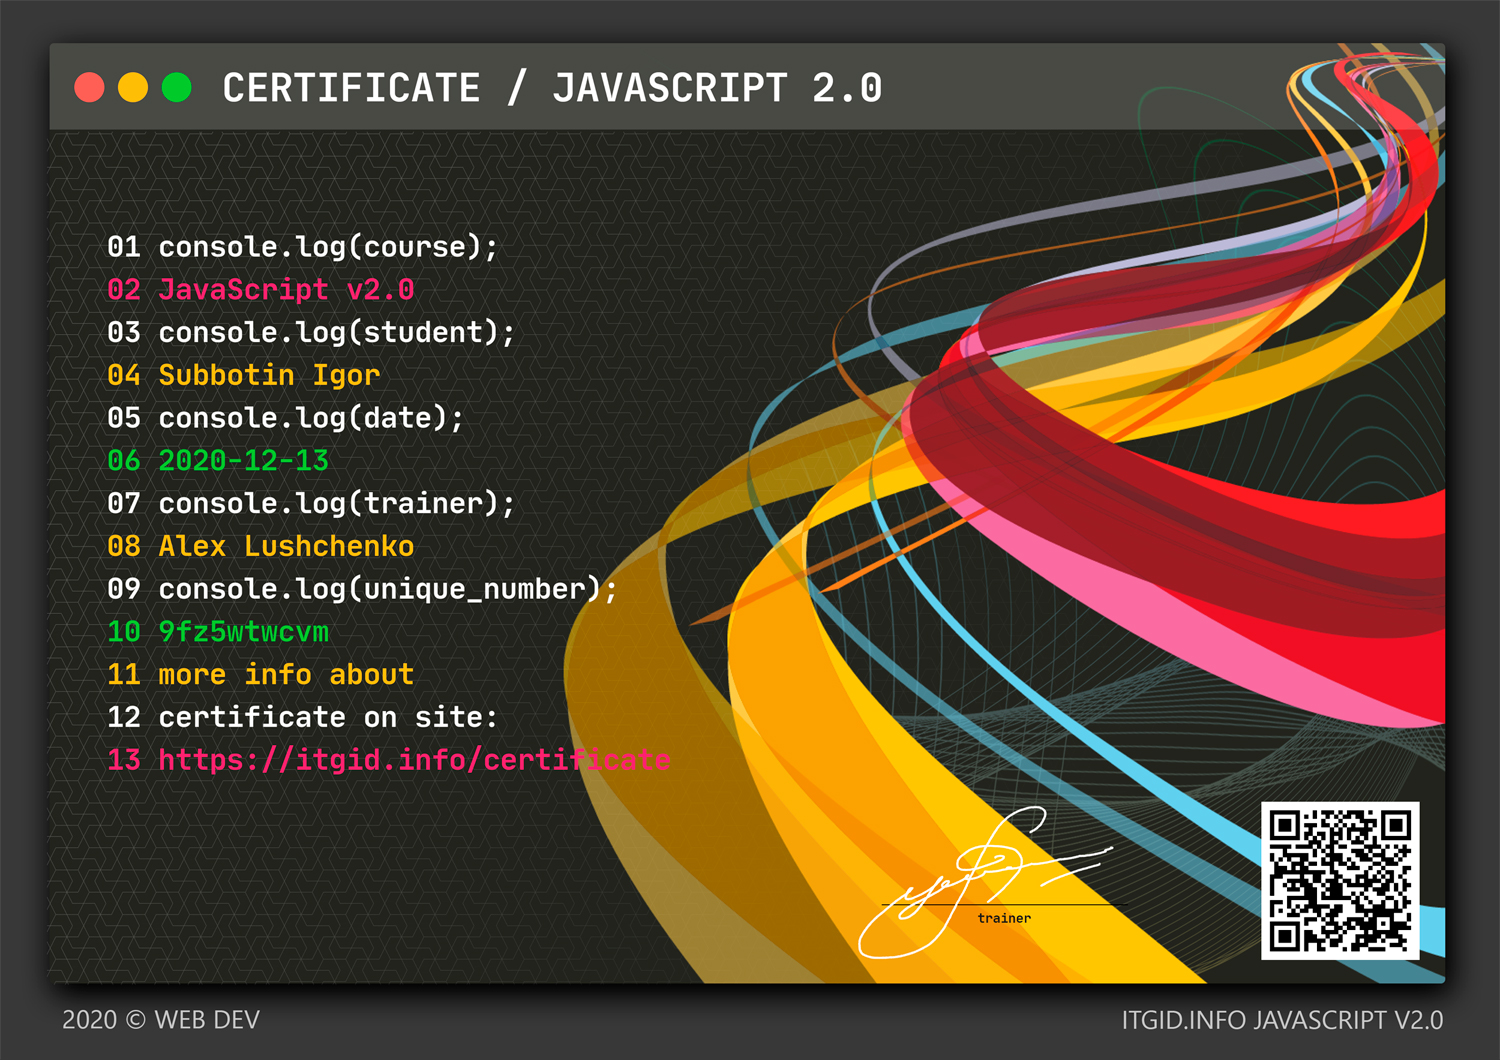 CERTIFICATE / JAVASCRIPT 2.0
01 console.log(course);
02 JavaScript v2.0
03 console.log(student);
04 Subbotin Igor
05 console.log(date);
06 2020-12-13
07 console.log(trainer);
08 Alex Lushchenko
09 console.log(unique_number);
10 9fz5wtwcvm
11 more info about
12 certificate on site:
13 https://itgid.info/certificate
trainer
2020 © WEB DEV
ITGID.INFO JAVASCRIPT V2.0